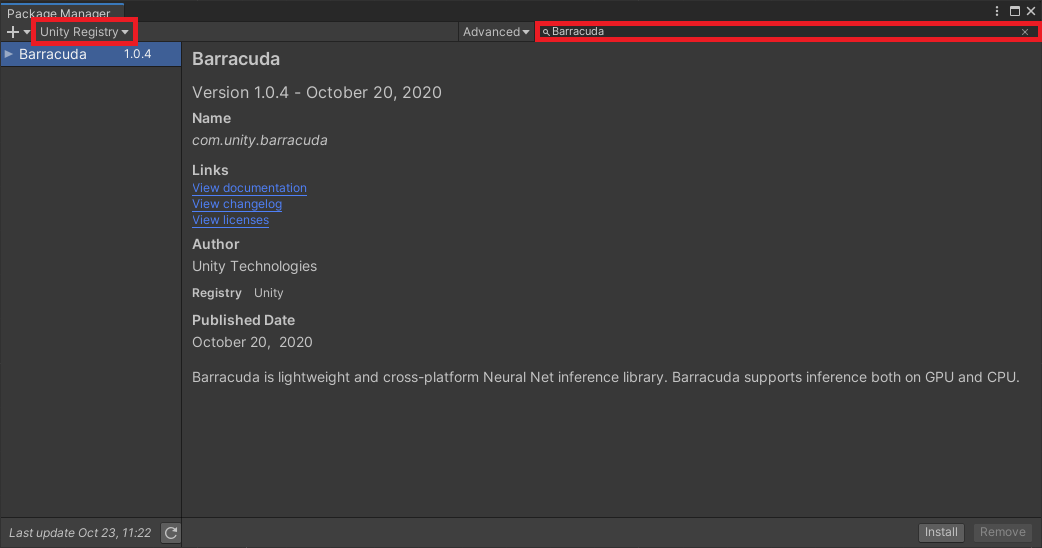 Package Manager
+ Unity Registry Advanced Barracuda
Barracuda 1.0.4
Barracuda
Version 1.0.4 - October 20, 2020
Name
com.unity.barracuda
Links
View documentation
View changelog
View licenses
Author
Unity Technologies
Registry Unity
Published Date
October 20, 2020
Barracuda is lightweight and cross-platform Neural Net inference library. Barracuda supports inference both on GPU and CPU.
Last update Oct 23, 11:22 Install Remove